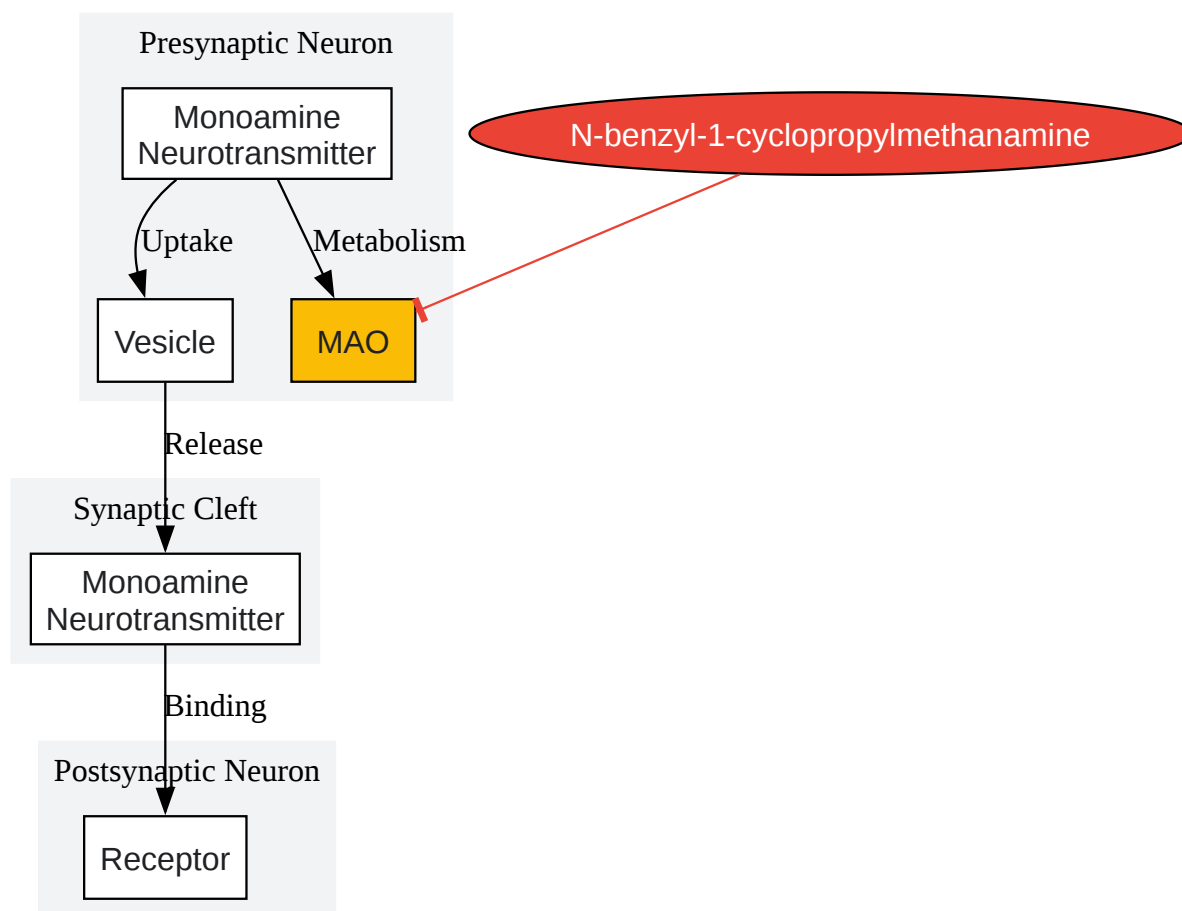 Presynaptic Neuron
Monoamine
Neurotransmitter
N-benzyl-1-cyclopropylmethanamine
Uptake
Metabolism
Vesicle
MAO
Release
Synaptic Cleft
Monoamine
Neurotransmitter
Binding
Postsynaptic Neuron
Receptor